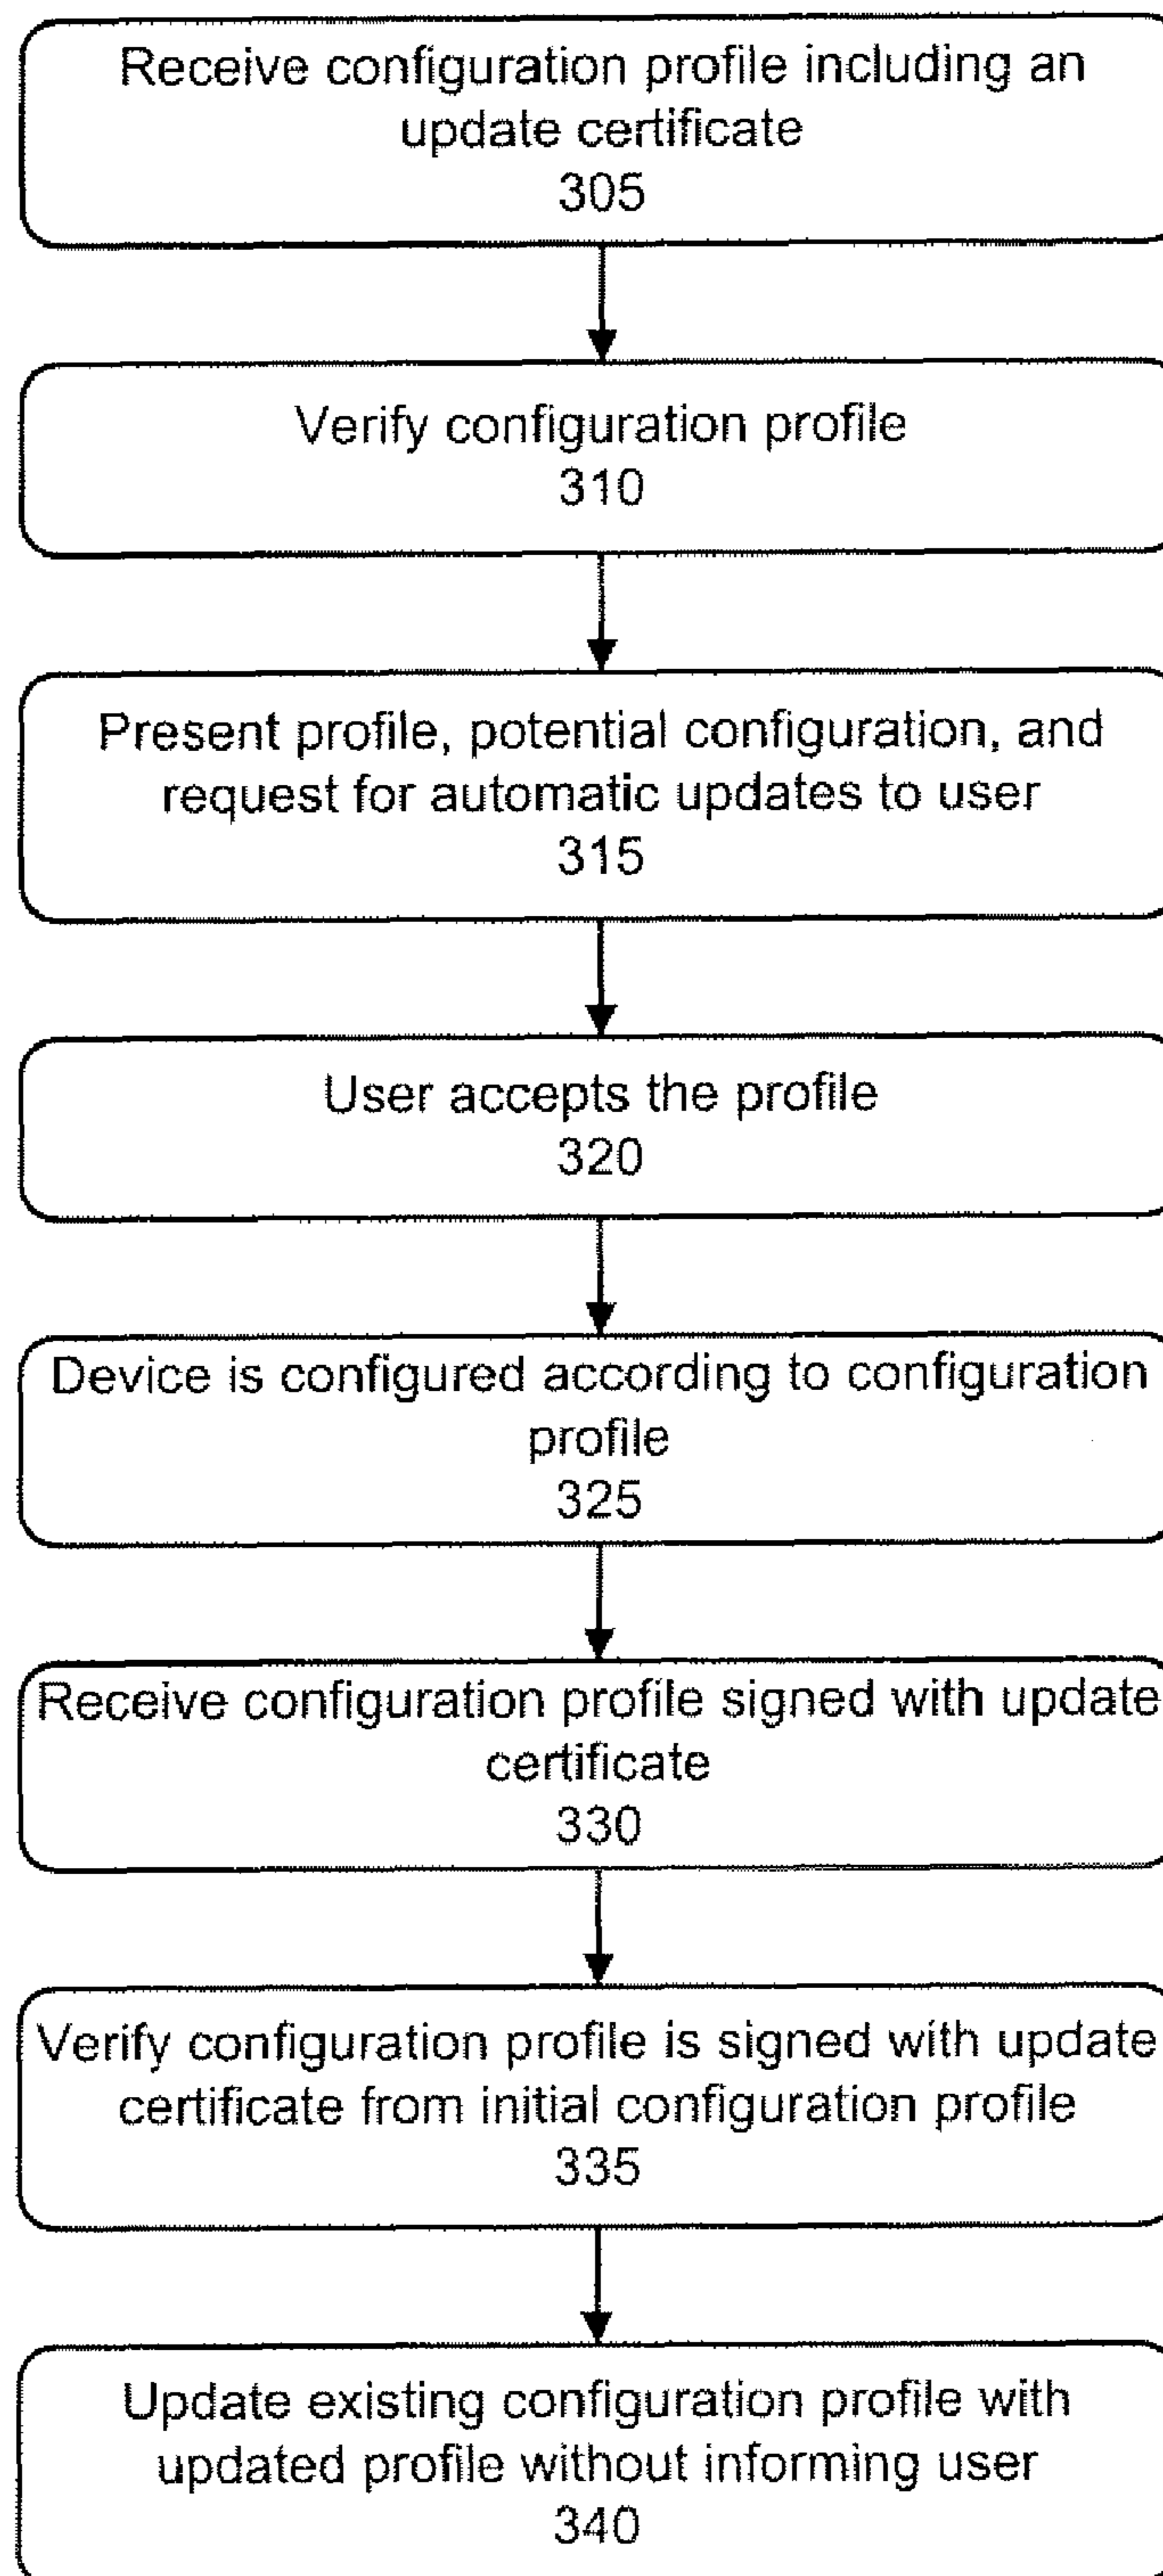 Receive configuration profile including an
update certificate
305
Verify configuration profile
310
Present profile, potential configuration, and
request for automatic updates to user
315
User accepts the profile
320
Device is configured according to configuration
profile
325
Receive configuration profile signed with update
certificate
330
Verify configuration profile is signed with update
certificate from initial configuration profile
335
Update existing configuration profile with
updated profile without informing user
340